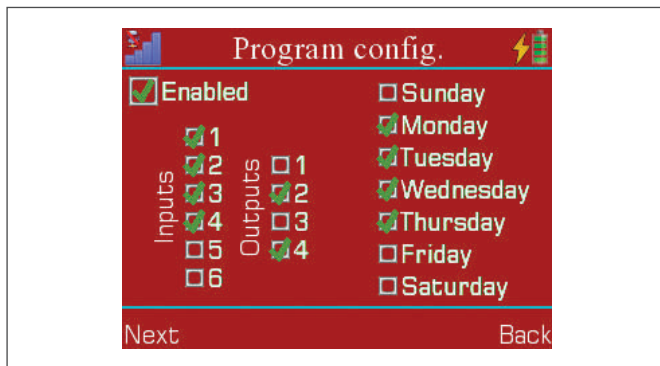 Program config.
Enabled
Inputs
1
2
3
4
5
6
Outputs
1
2
3
4
Sunday
Monday
Tuesday
Wednesday
Thursday
Friday
Saturday
Next
Back